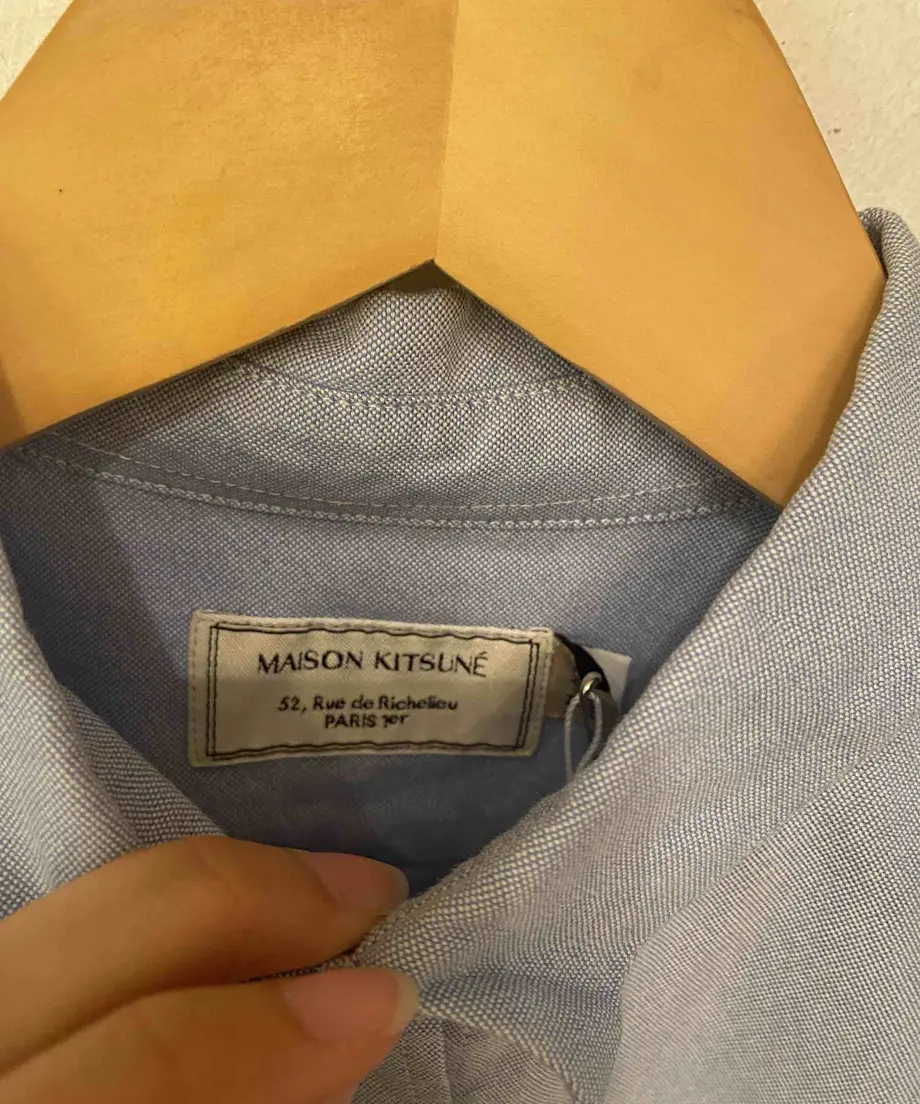 MAISON KITSUNÉ
52, Rue de Richelieu
PARIS 1er